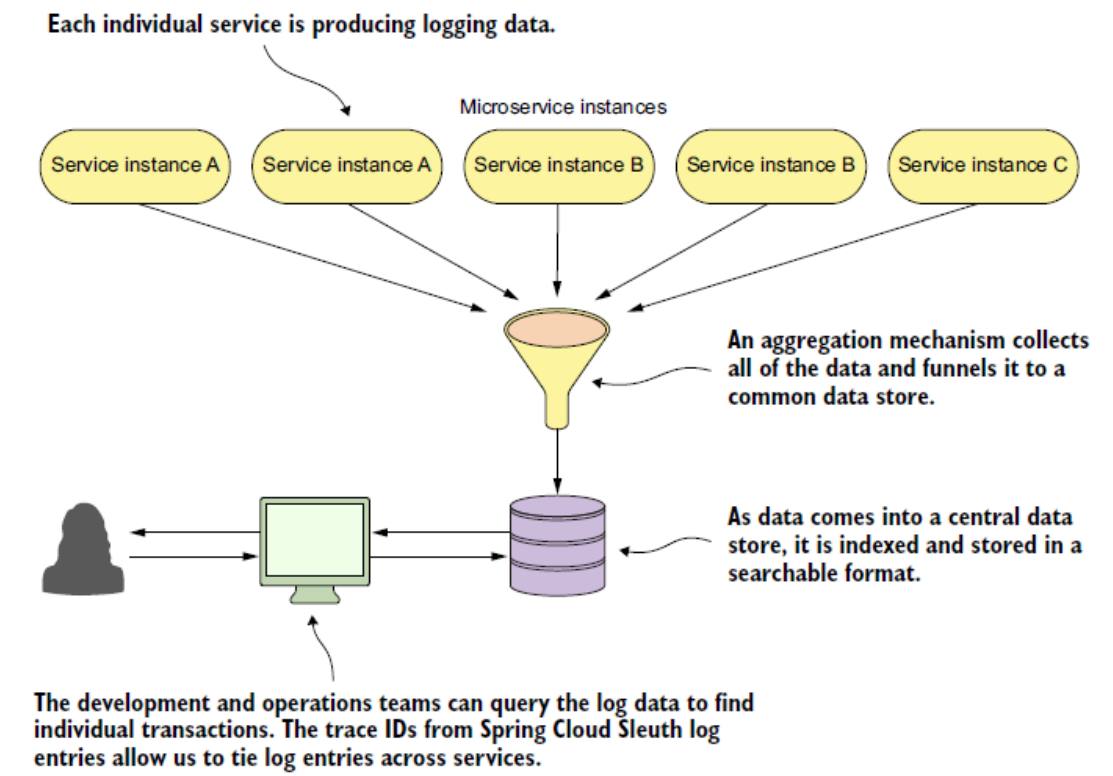 Each individual service is producing logging data.
Microservice instances
Service instance A
Service instance A
Service instance B
Service instance B
Service instance C
An aggregation mechanism collects
all of the data and funnels it to a
common data store.
As data comes into a central data
store, it is indexed and stored in a
searchable format.
The development and operations teams can query the log data to find
individual transactions. The trace IDs from Spring Cloud Sleuth log
entries allow us to tie log entries across services.